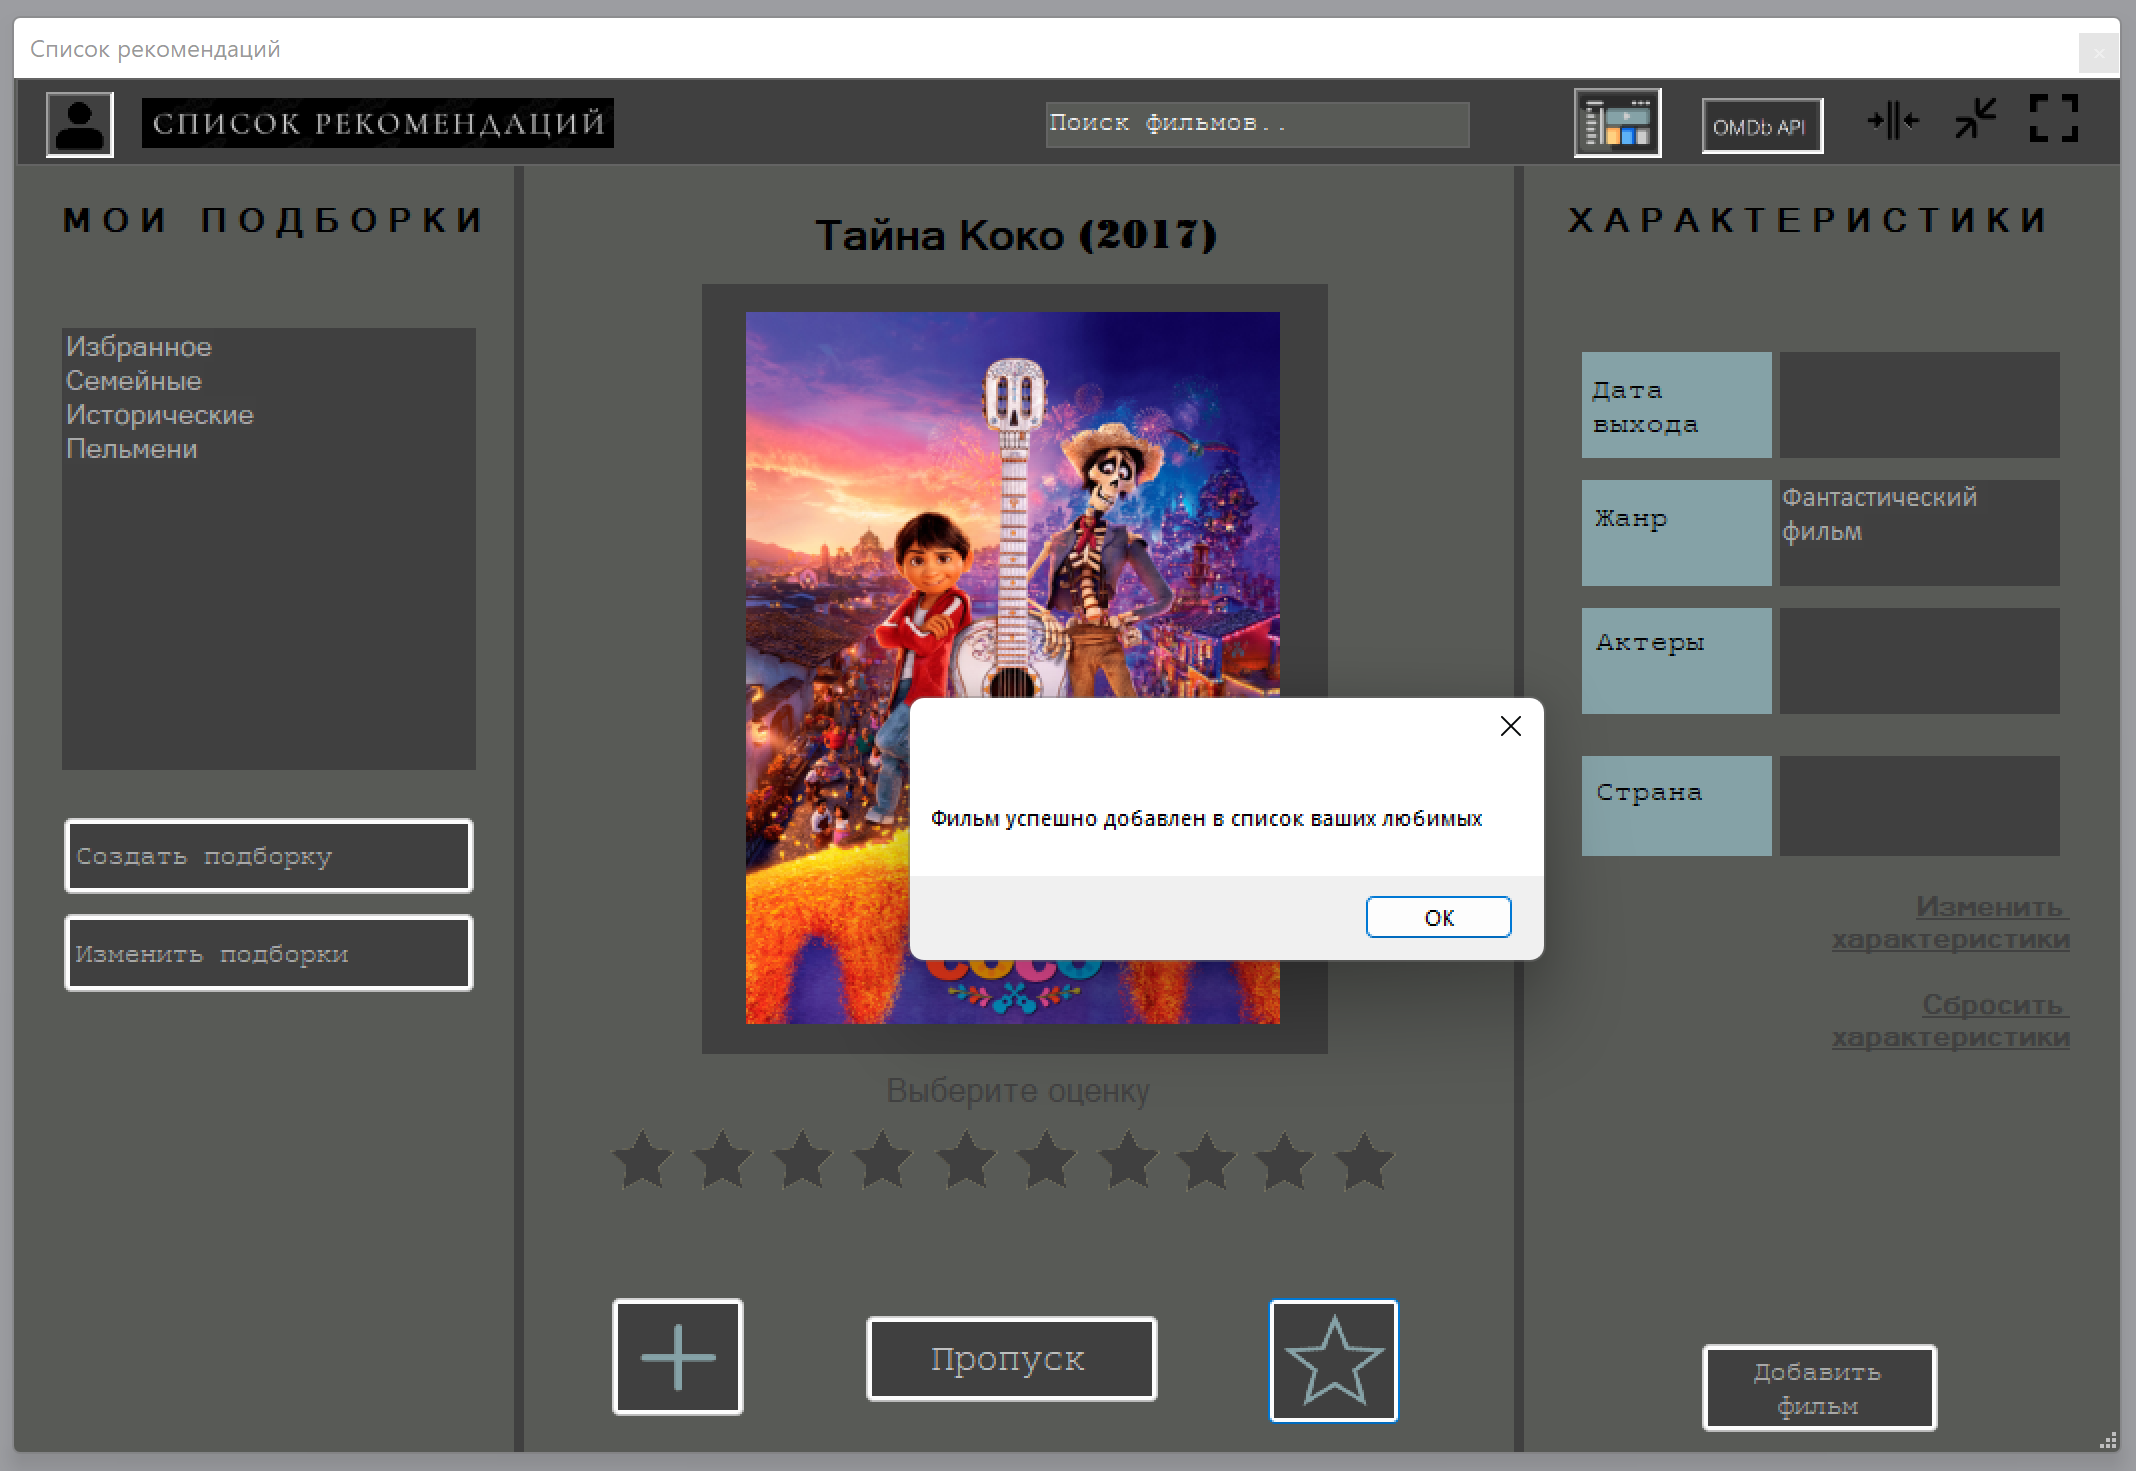 Список рекомендаций
СПИСОК РЕКОМЕНДАЦИЙ
Поиск фильмов..
OMDb API
МОИ ПОДБОРКИ
Избранное
Семейные
Исторические
Пельмени
Создать подборку
Изменить подборки
Тайна Коко (2017)
Фильм успешно добавлен в список ваших любимых
OK
COCO
Выберите оценку
Пропуск
ХАРАКТЕРИСТИКИ
Дата
выхода
Жанр
Фантастический
фильм
Актеры
Страна
Изменить
характеристики
Сбросить
характеристики
Добавить
фильм